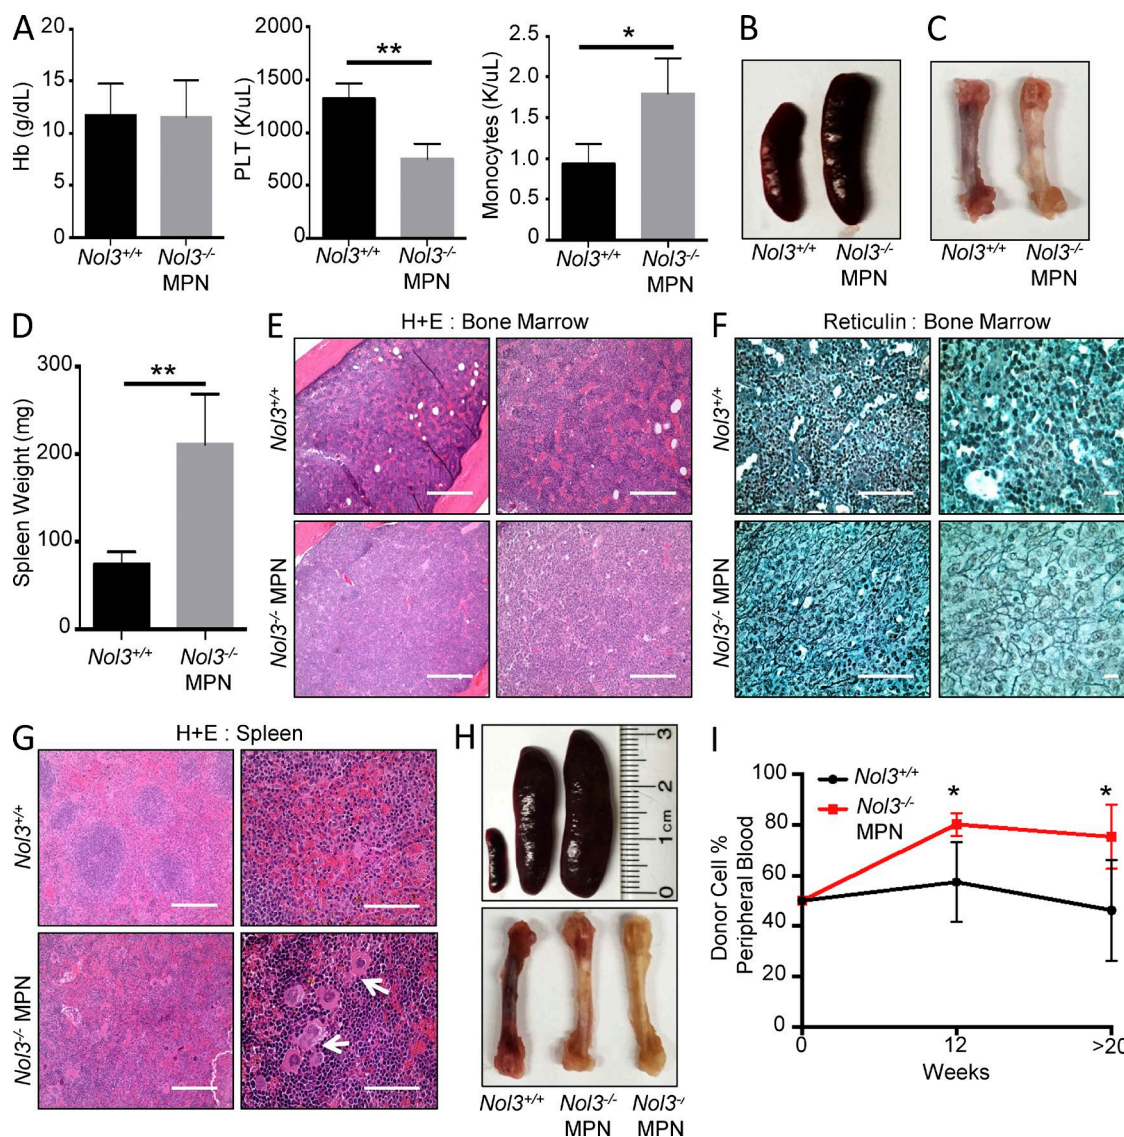 A
Hb (g/dL)
20
15
10
5
0
Nol3+/+
Nol3-/-
MPN
PLT (K/uL)
2000
1500
1000
500
0
**
Nol3+/+
Nol3-/-
MPN
Monocytes (K/uL)
2.5
2.0
1.5
1.0
0.5
0
*
Nol3+/+
Nol3-/-
MPN
B
Nol3+/+
Nol3-/-
MPN
C
Nol3+/+
Nol3-/-
MPN
D
Spleen Weight (mg)
300
200
100
0
**
Nol3+/+
Nol3-/-
MPN
E
H+E : Bone Marrow
Nol3+/+
Nol3-/- MPN
F
Reticulin : Bone Marrow
Nol3+/+
Nol3-/- MPN
G
H+E : Spleen
Nol3+/+
Nol3-/- MPN
H
3
2
1 cm
0
Nol3+/+
Nol3-/-
MPN
Nol3-/
MPN
I
Donor Cell %
Peripheral Blood
100
80
60
40
20
0
Nol3+/+
Nol3-/-
MPN
*
*
0
12
>20
Weeks